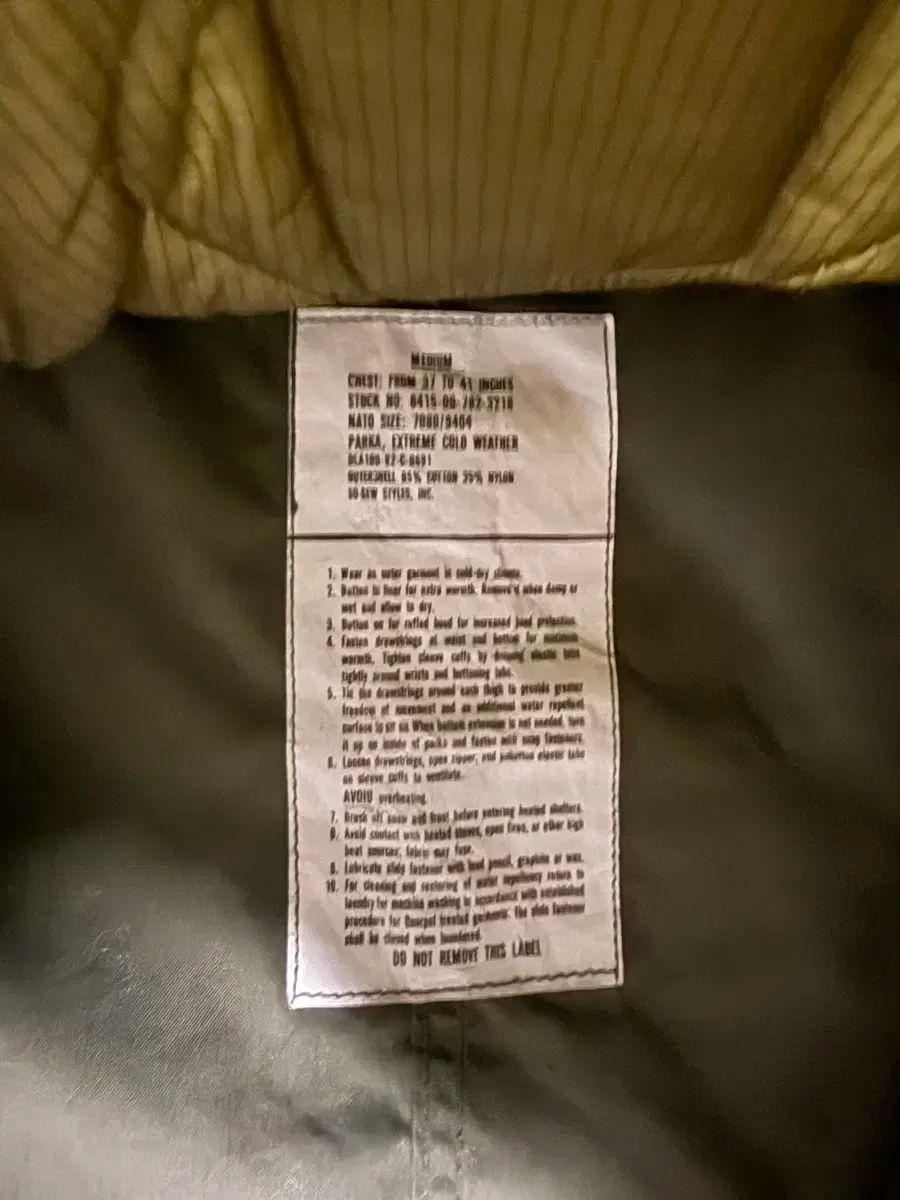 MEDIUM
CHEST: FROM 37 TO 41 INCHES
STOCK NO: 8415-00-782-3218
NATO SIZE: 7080/9404
PARKA, EXTREME COLD WEATHER
OUTERSHELL 65% COTTON 35% NYLON
SO-SEW STYLES, INC.
1. Wear as outer garment in cold-dry climate.
2. Button in liner for extra warmth. Remove when damp or
wet and allow to dry.
3. Button on fur ruffed hood for increased head protection.
4. Fasten drawstrings at waist and bottom for maximum
warmth. Tighten sleeve cuffs by drawing elastic tabs
tightly around wrists and buttoning tabs.
5. Tie the drawstrings around each thigh to provide greater
freedom of movement and an additional water repellent
surface to sit on. When bottom extension is not needed, turn
it up on inside of parka and fasten with snap fasteners.
6. Loosen drawstrings, open zipper, and unbutton elastic tabs
on sleeve cuffs to ventilate.
AVOID overheating.
7. Brush off snow and frost before entering heated shelters.
8. Avoid contact with heated stoves, open fires, or other high
heat sources; fabric may fuse.
9. Lubricate slide fastener with lead pencil, graphite or wax.
10. For cleaning and restoring of water repellency return to
laundry for machine washing in accordance with established
procedure for Quarpel treated garments. The slide fastener
shall be closed when laundered.
DO NOT REMOVE THIS LABEL